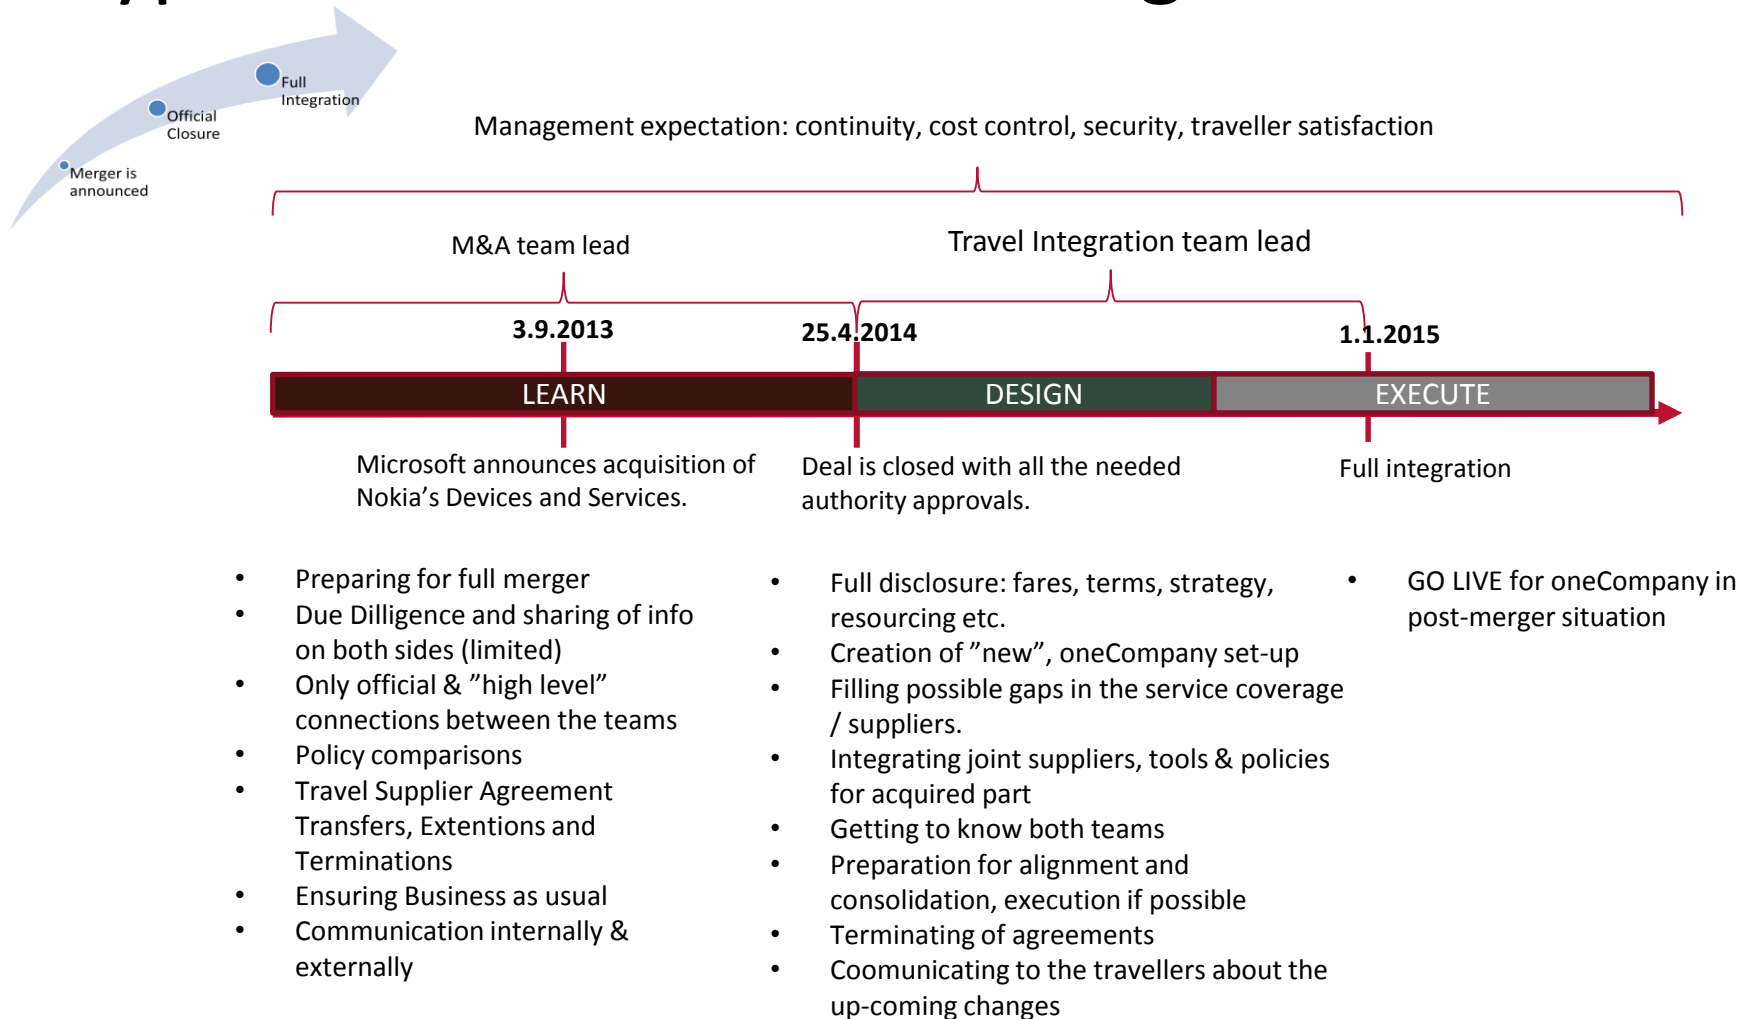 Full
Integration
Official
Closure
Merger is
announced
Management expectation: continuity, cost control, security, traveller satisfaction
M&A team lead
Travel Integration team lead
3.9.2013
25.4.2014
1.1.2015
LEARN
DESIGN
EXECUTE
Microsoft announces acquisition of
Nokia's Devices and Services.
Deal is closed with all the needed
authority approvals.
Full integration
• Preparing for full merger
• Due Dilligence and sharing of info
on both sides (limited)
• Only official & ”high level”
connections between the teams
• Policy comparisons
• Travel Supplier Agreement
Transfers, Extentions and
Terminations
• Ensuring Business as usual
• Communication internally &
externally
• Full disclosure: fares, terms, strategy,
resourcing etc.
• Creation of ”new”, oneCompany set-up
• Filling possible gaps in the service coverage
/ suppliers.
• Integrating joint suppliers, tools & policies
for acquired part
• Getting to know both teams
• Preparation for alignment and
consolidation, execution if possible
• Terminating of agreements
• Coomunicating to the travellers about the
up-coming changes
• GO LIVE for oneCompany in
post-merger situation